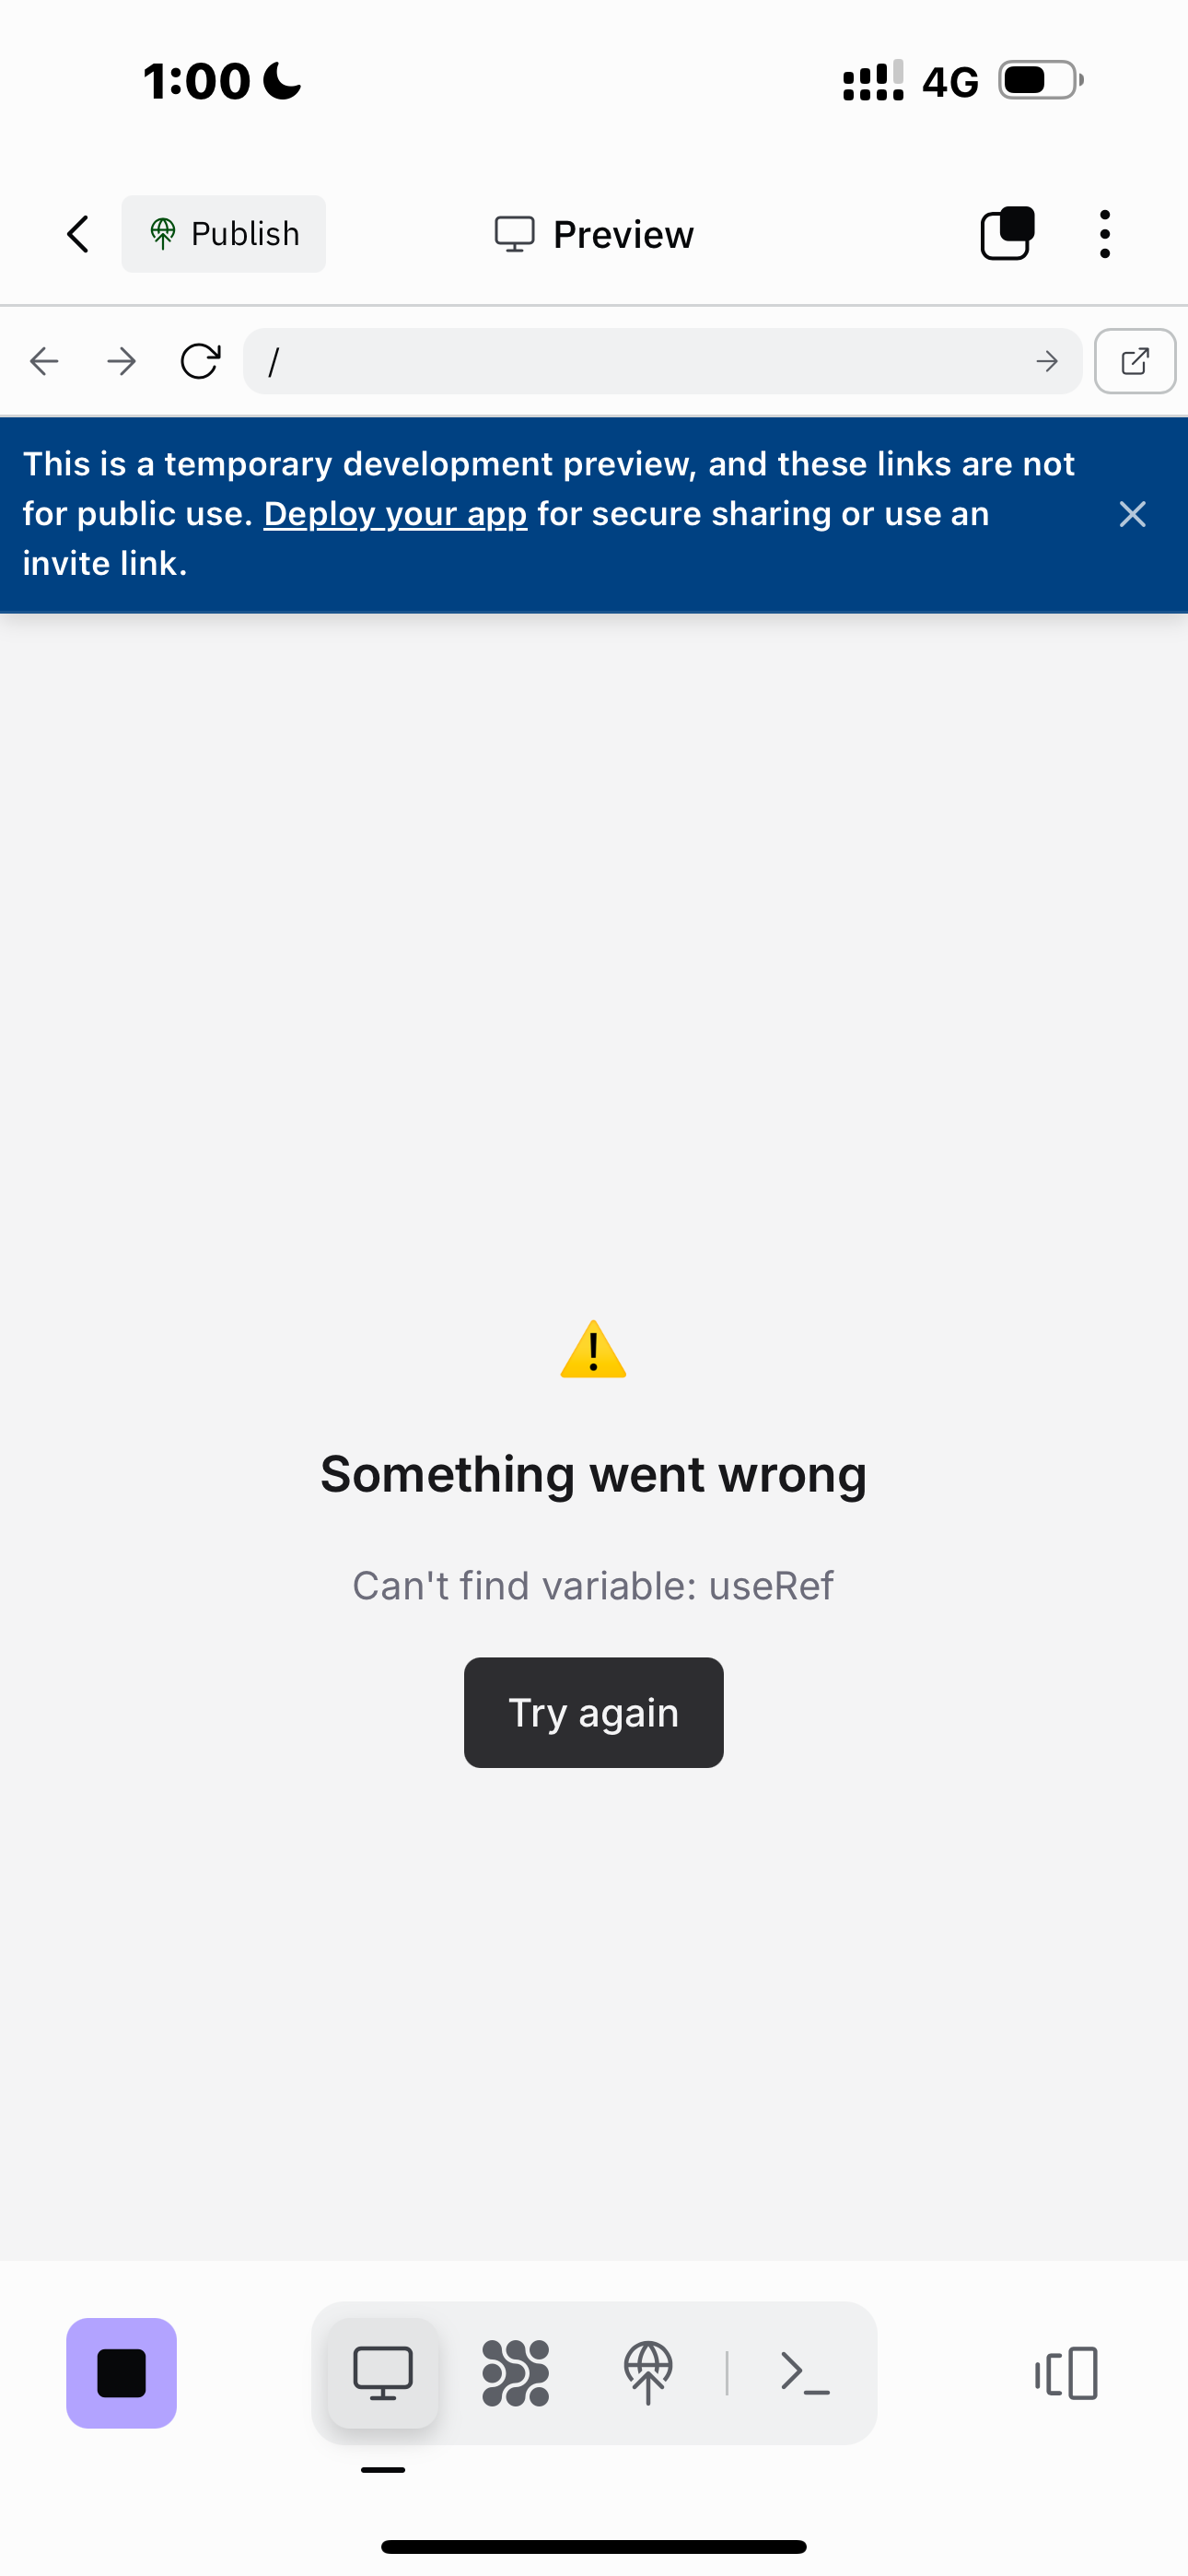 1:00
4G
Publish
Preview
/
This is a temporary development preview, and these links are not
for public use. Deploy your app for secure sharing or use an
invite link.
Something went wrong
Can't find variable: useRef
Try again